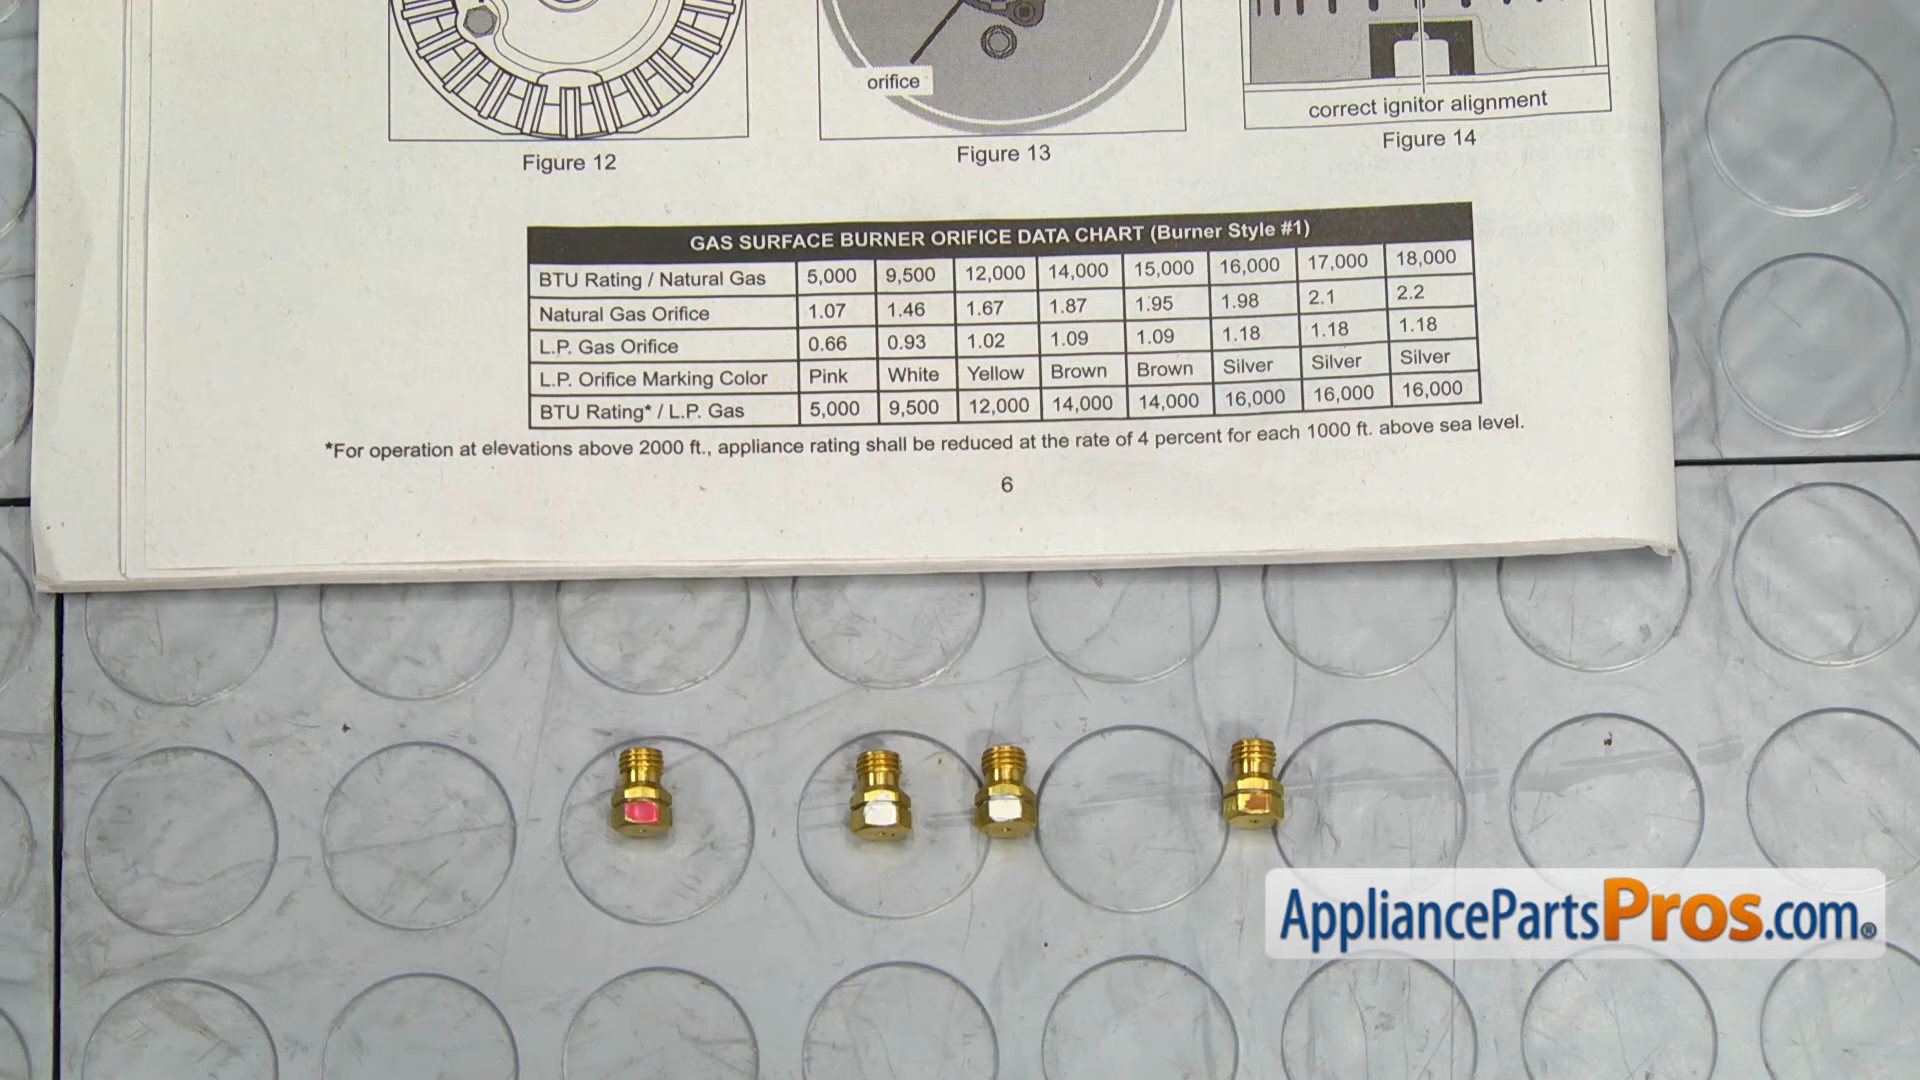 orifice
correct ignitor alignment
Figure 12
Figure 13
Figure 14
GAS SURFACE BURNER ORIFICE DATA CHART (Burner Style #1)
BTU Rating / Natural Gas 5,000 9,500 12,000 14,000 15,000 16,000 17,000 18,000
Natural Gas Orifice 1.07 1.46 1.67 1.87 1.95 1.98 2.1 2.2
L.P. Gas Orifice 0.66 0.93 1.02 1.09 1.09 1.18 1.18 1.18
L.P. Orifice Marking Color Pink White Yellow Brown Brown Silver Silver Silver
BTU Rating* / L.P. Gas 5,000 9,500 12,000 14,000 14,000 16,000 16,000 16,000
*For operation at elevations above 2000 ft., appliance rating shall be reduced at the rate of 4 percent for each 1000 ft. above sea level.
6
AppliancePartsPros.com®